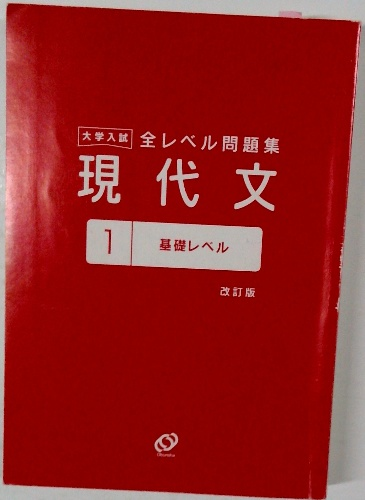 大学入試 全レベル問題集
現代文
1 基礎レベル
改訂版
Obunsha